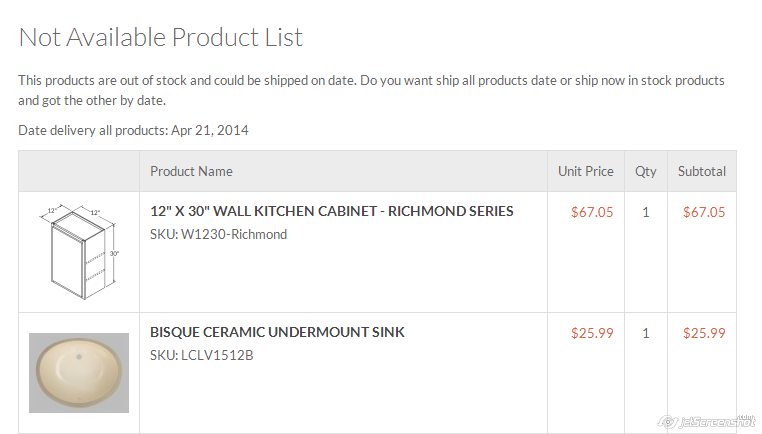 Not Available Product List
This products are out of stock and could be shipped on date. Do you want ship all products date or ship now in stock products
and got the other by date.
Date delivery all products: Apr 21, 2014
Product Name Unit Price Qty Subtotal
12" 12" 30"
12" X 30" WALL KITCHEN CABINET - RICHMOND SERIES $67.05 1 $67.05
SKU: W1230-Richmond
BISQUE CERAMIC UNDERMOUNT SINK $25.99 1 $25.99
SKU: LCLV1512B
jetScreenshot